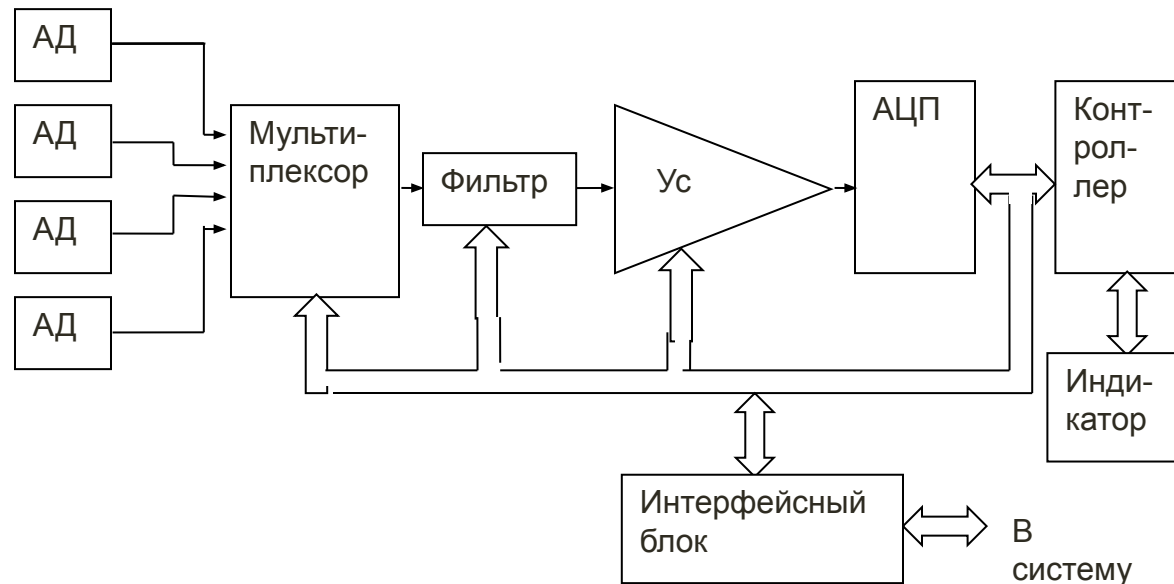 АД
АД
АД
АД
Мульти-
плексор
Фильтр
Ус
АЦП
Конт-
рол-
лер
Инди-
катор
Интерфейсный
блок
В
систему